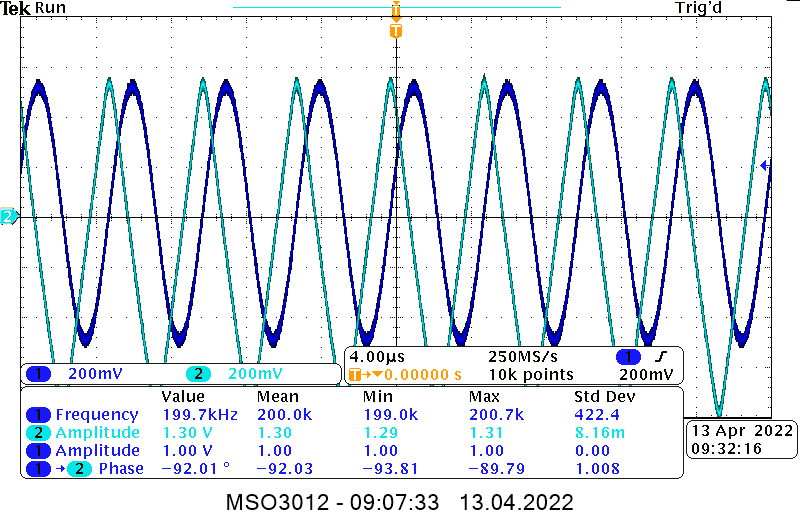 Tek Run Trig'd
T
T
2
1 200mV 2 200mV
4.00µs 250MS/s 1
T→▼0.00000 s 10k points 200mV
Value Mean Min Max Std Dev
1 Frequency 199.7kHz 200.0k 199.0k 200.7k 422.4
2 Amplitude 1.30 V 1.30 1.29 1.31 8.16m
1 Amplitude 1.00 V 1.00 1.00 1.00 0.00
1 → 2 Phase −92.01 ° −92.03 −93.81 −89.79 1.008
13 Apr 2022
09:32:16
MSO3012 - 09:07:33 13.04.2022